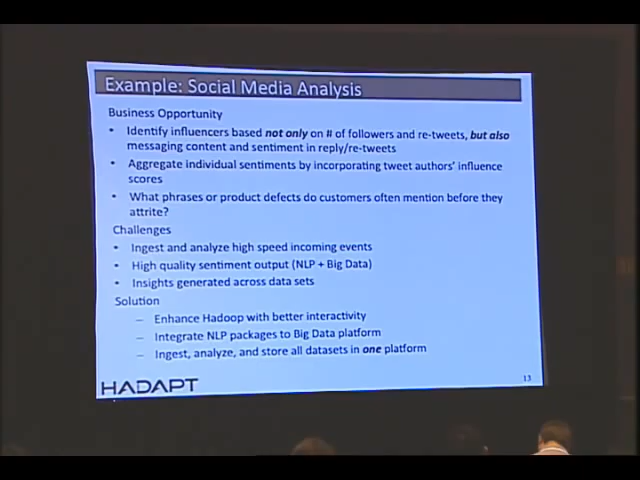 Example: Social Media Analysis
Business Opportunity
• Identify influencers based not only on # of followers and re-tweets, but also
messaging content and sentiment in reply/re-tweets
• Aggregate individual sentiments by incorporating tweet authors' influence
scores
• What phrases or product defects do customers often mention before they
attrite?
Challenges
• Ingest and analyze high speed incoming events
• High quality sentiment output (NLP + Big Data)
• Insights generated across data sets
Solution
– Enhance Hadoop with better interactivity
– Integrate NLP packages to Big Data platform
– Ingest, analyze, and store all datasets in one platform
HADAPT
13